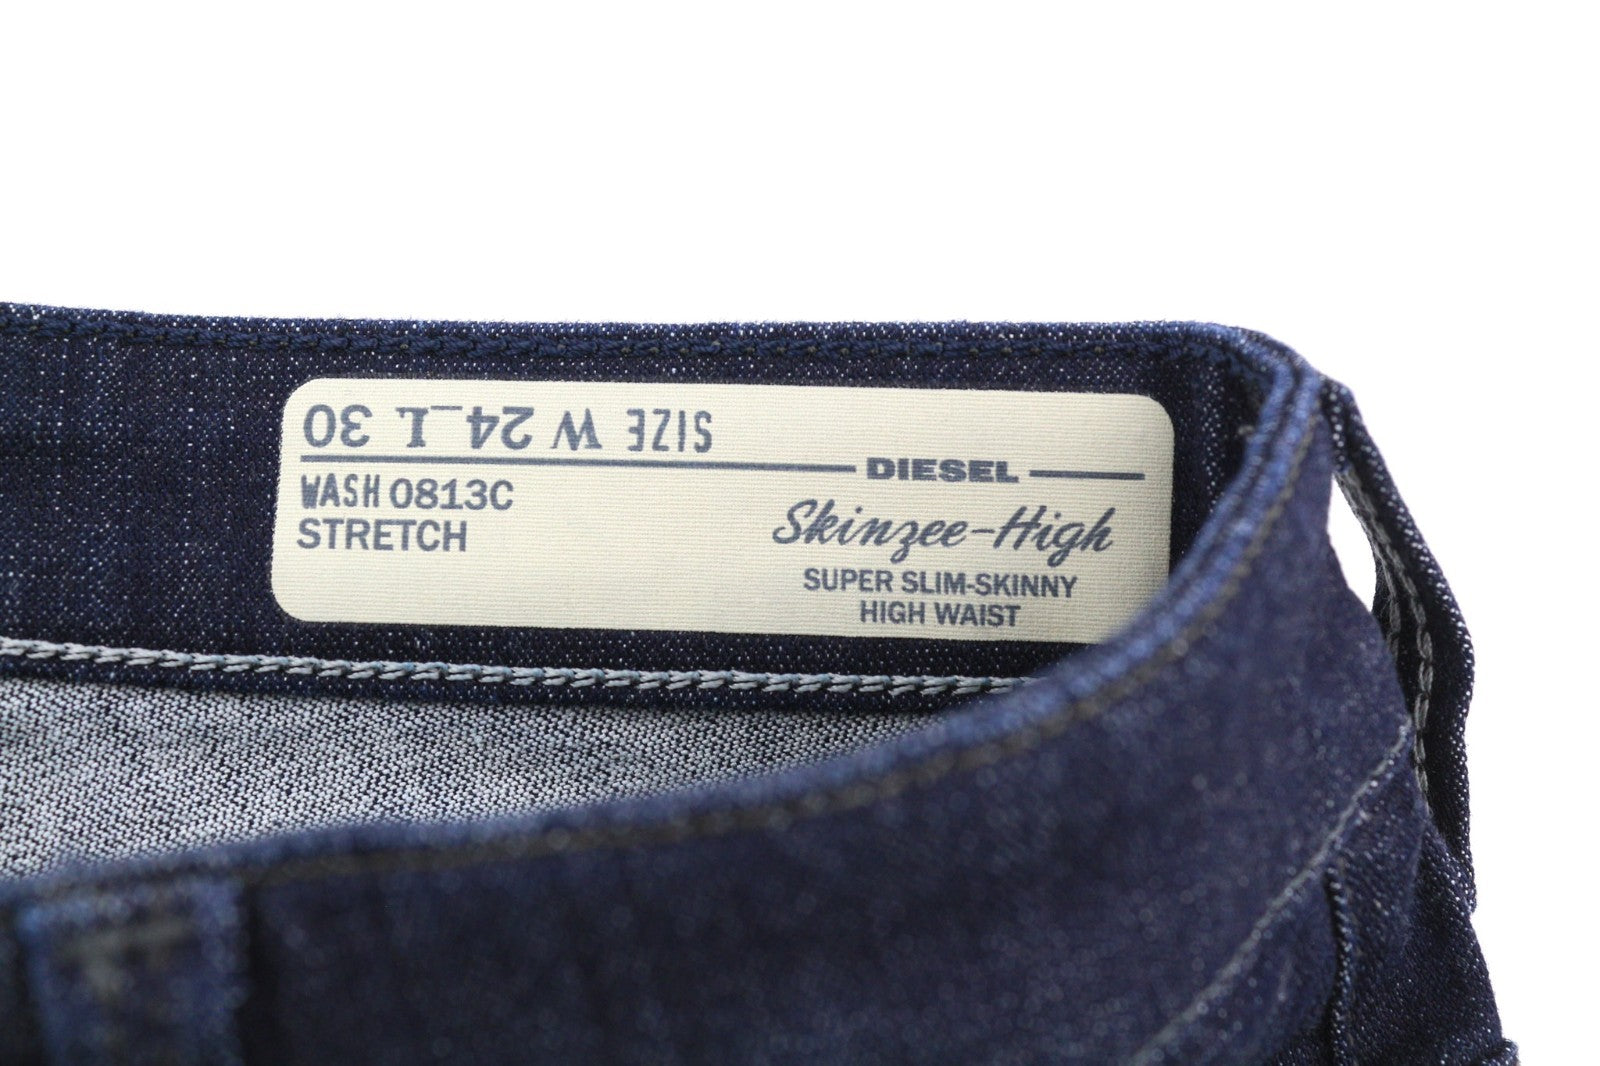 SIZE W 24_L 30
DIESEL
WASH 0813C
STRETCH
Skinzee-High
SUPER SLIM-SKINNY
HIGH WAIST